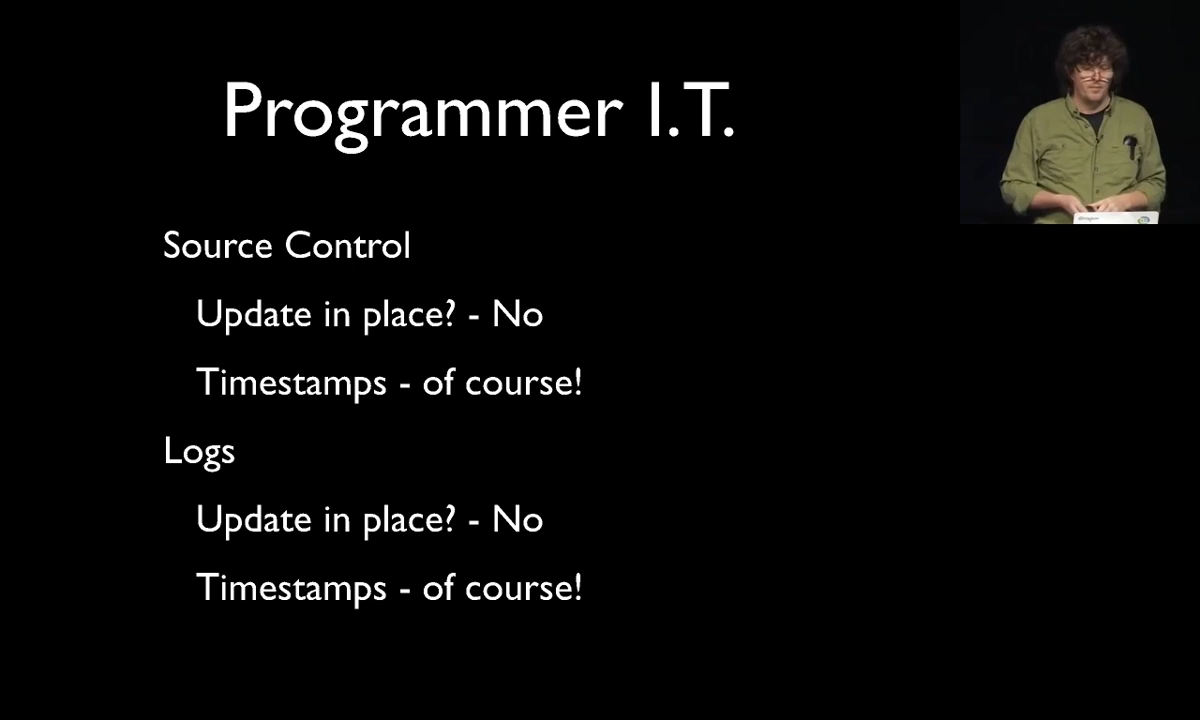 Programmer I.T.
Source Control
Update in place? - No
Timestamps - of course!
Logs
Update in place? - No
Timestamps - of course!